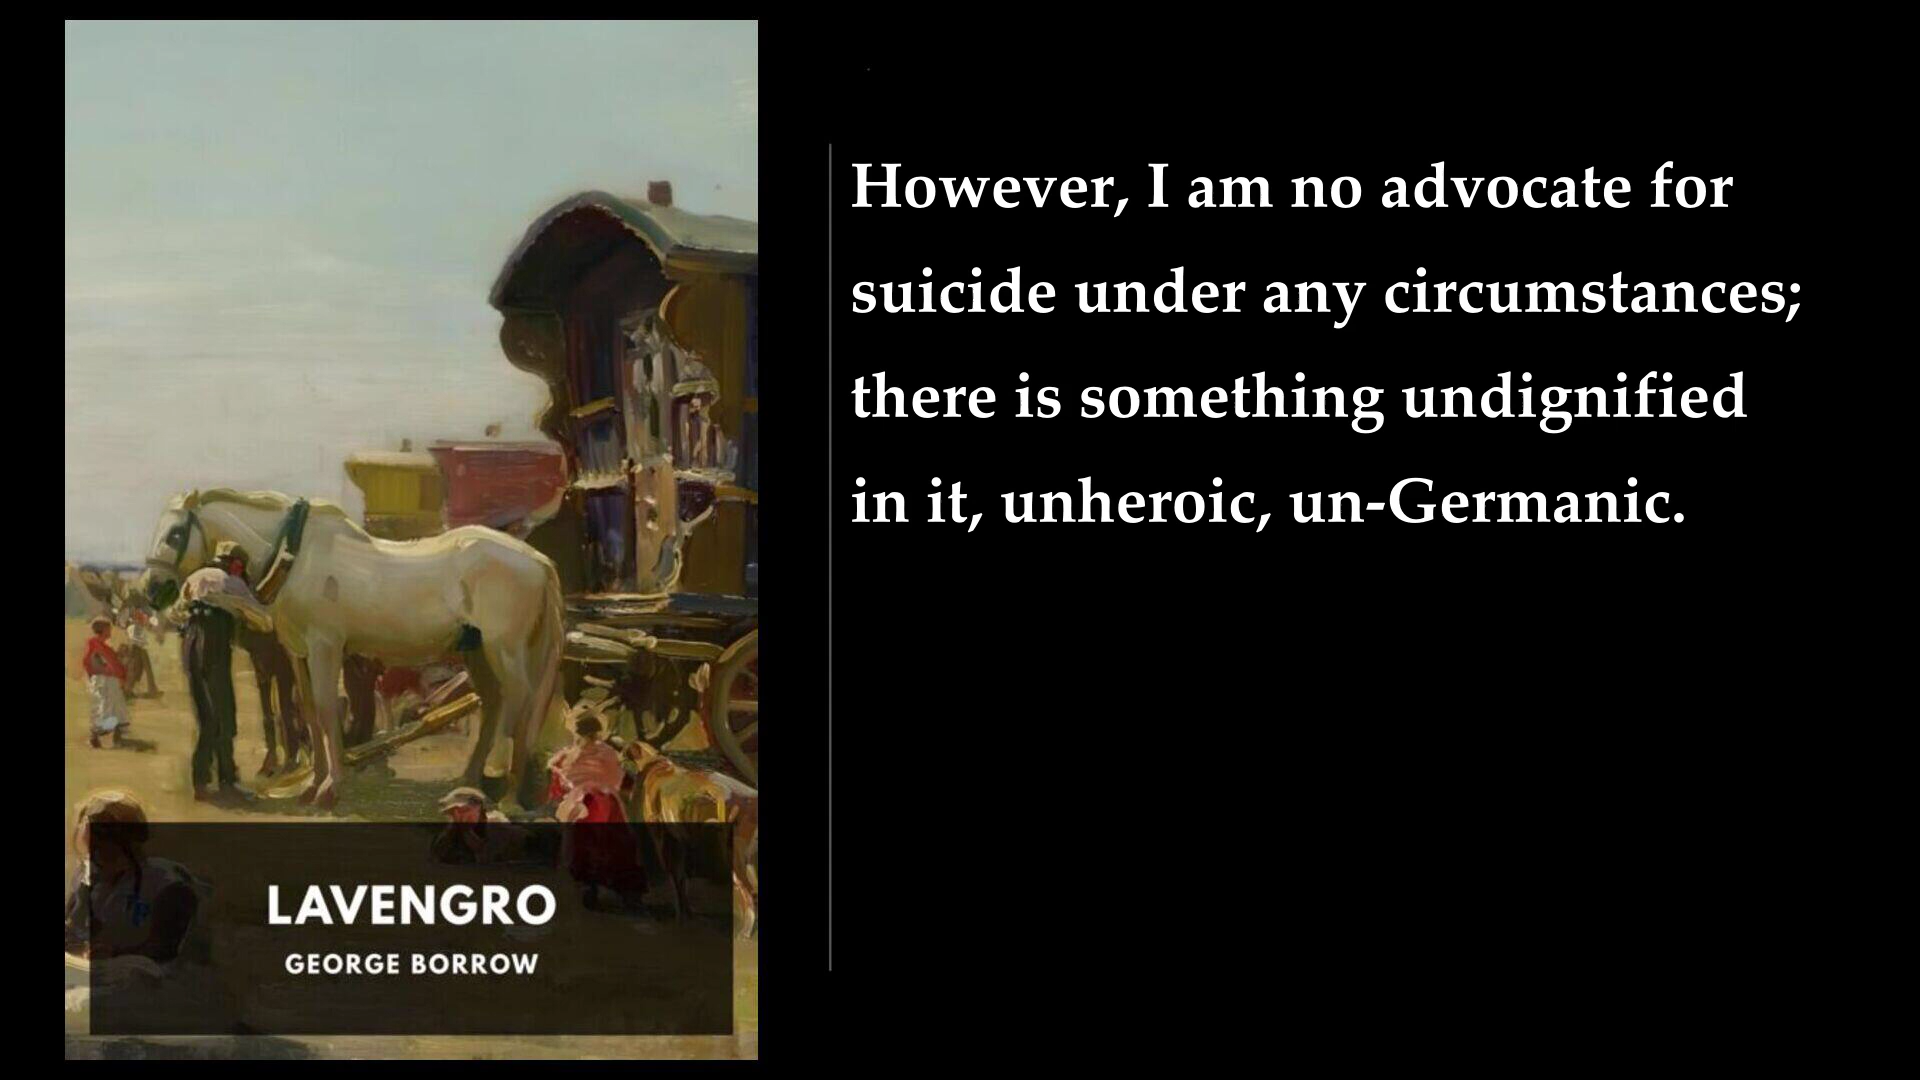 However, I am no advocate for
suicide under any circumstances;
there is something undignified
in it, unheroic, un-Germanic.
LAVENGRO
GEORGE BORROW